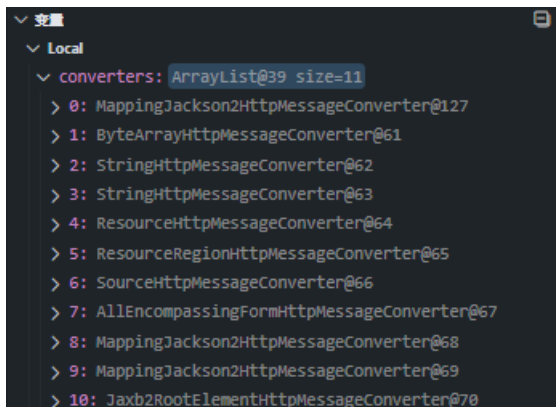 变量
Local
converters: ArrayList@39 size=11
0: MappingJackson2HttpMessageConverter@127
1: ByteArrayHttpMessageConverter@61
2: StringHttpMessageConverter@62
3: StringHttpMessageConverter@63
4: ResourceHttpMessageConverter@64
5: ResourceRegionHttpMessageConverter@65
6: SourceHttpMessageConverter@66
7: AllEncompassingFormHttpMessageConverter@67
8: MappingJackson2HttpMessageConverter@68
9: MappingJackson2HttpMessageConverter@69
10: Jaxb2RootElementHttpMessageConverter@70